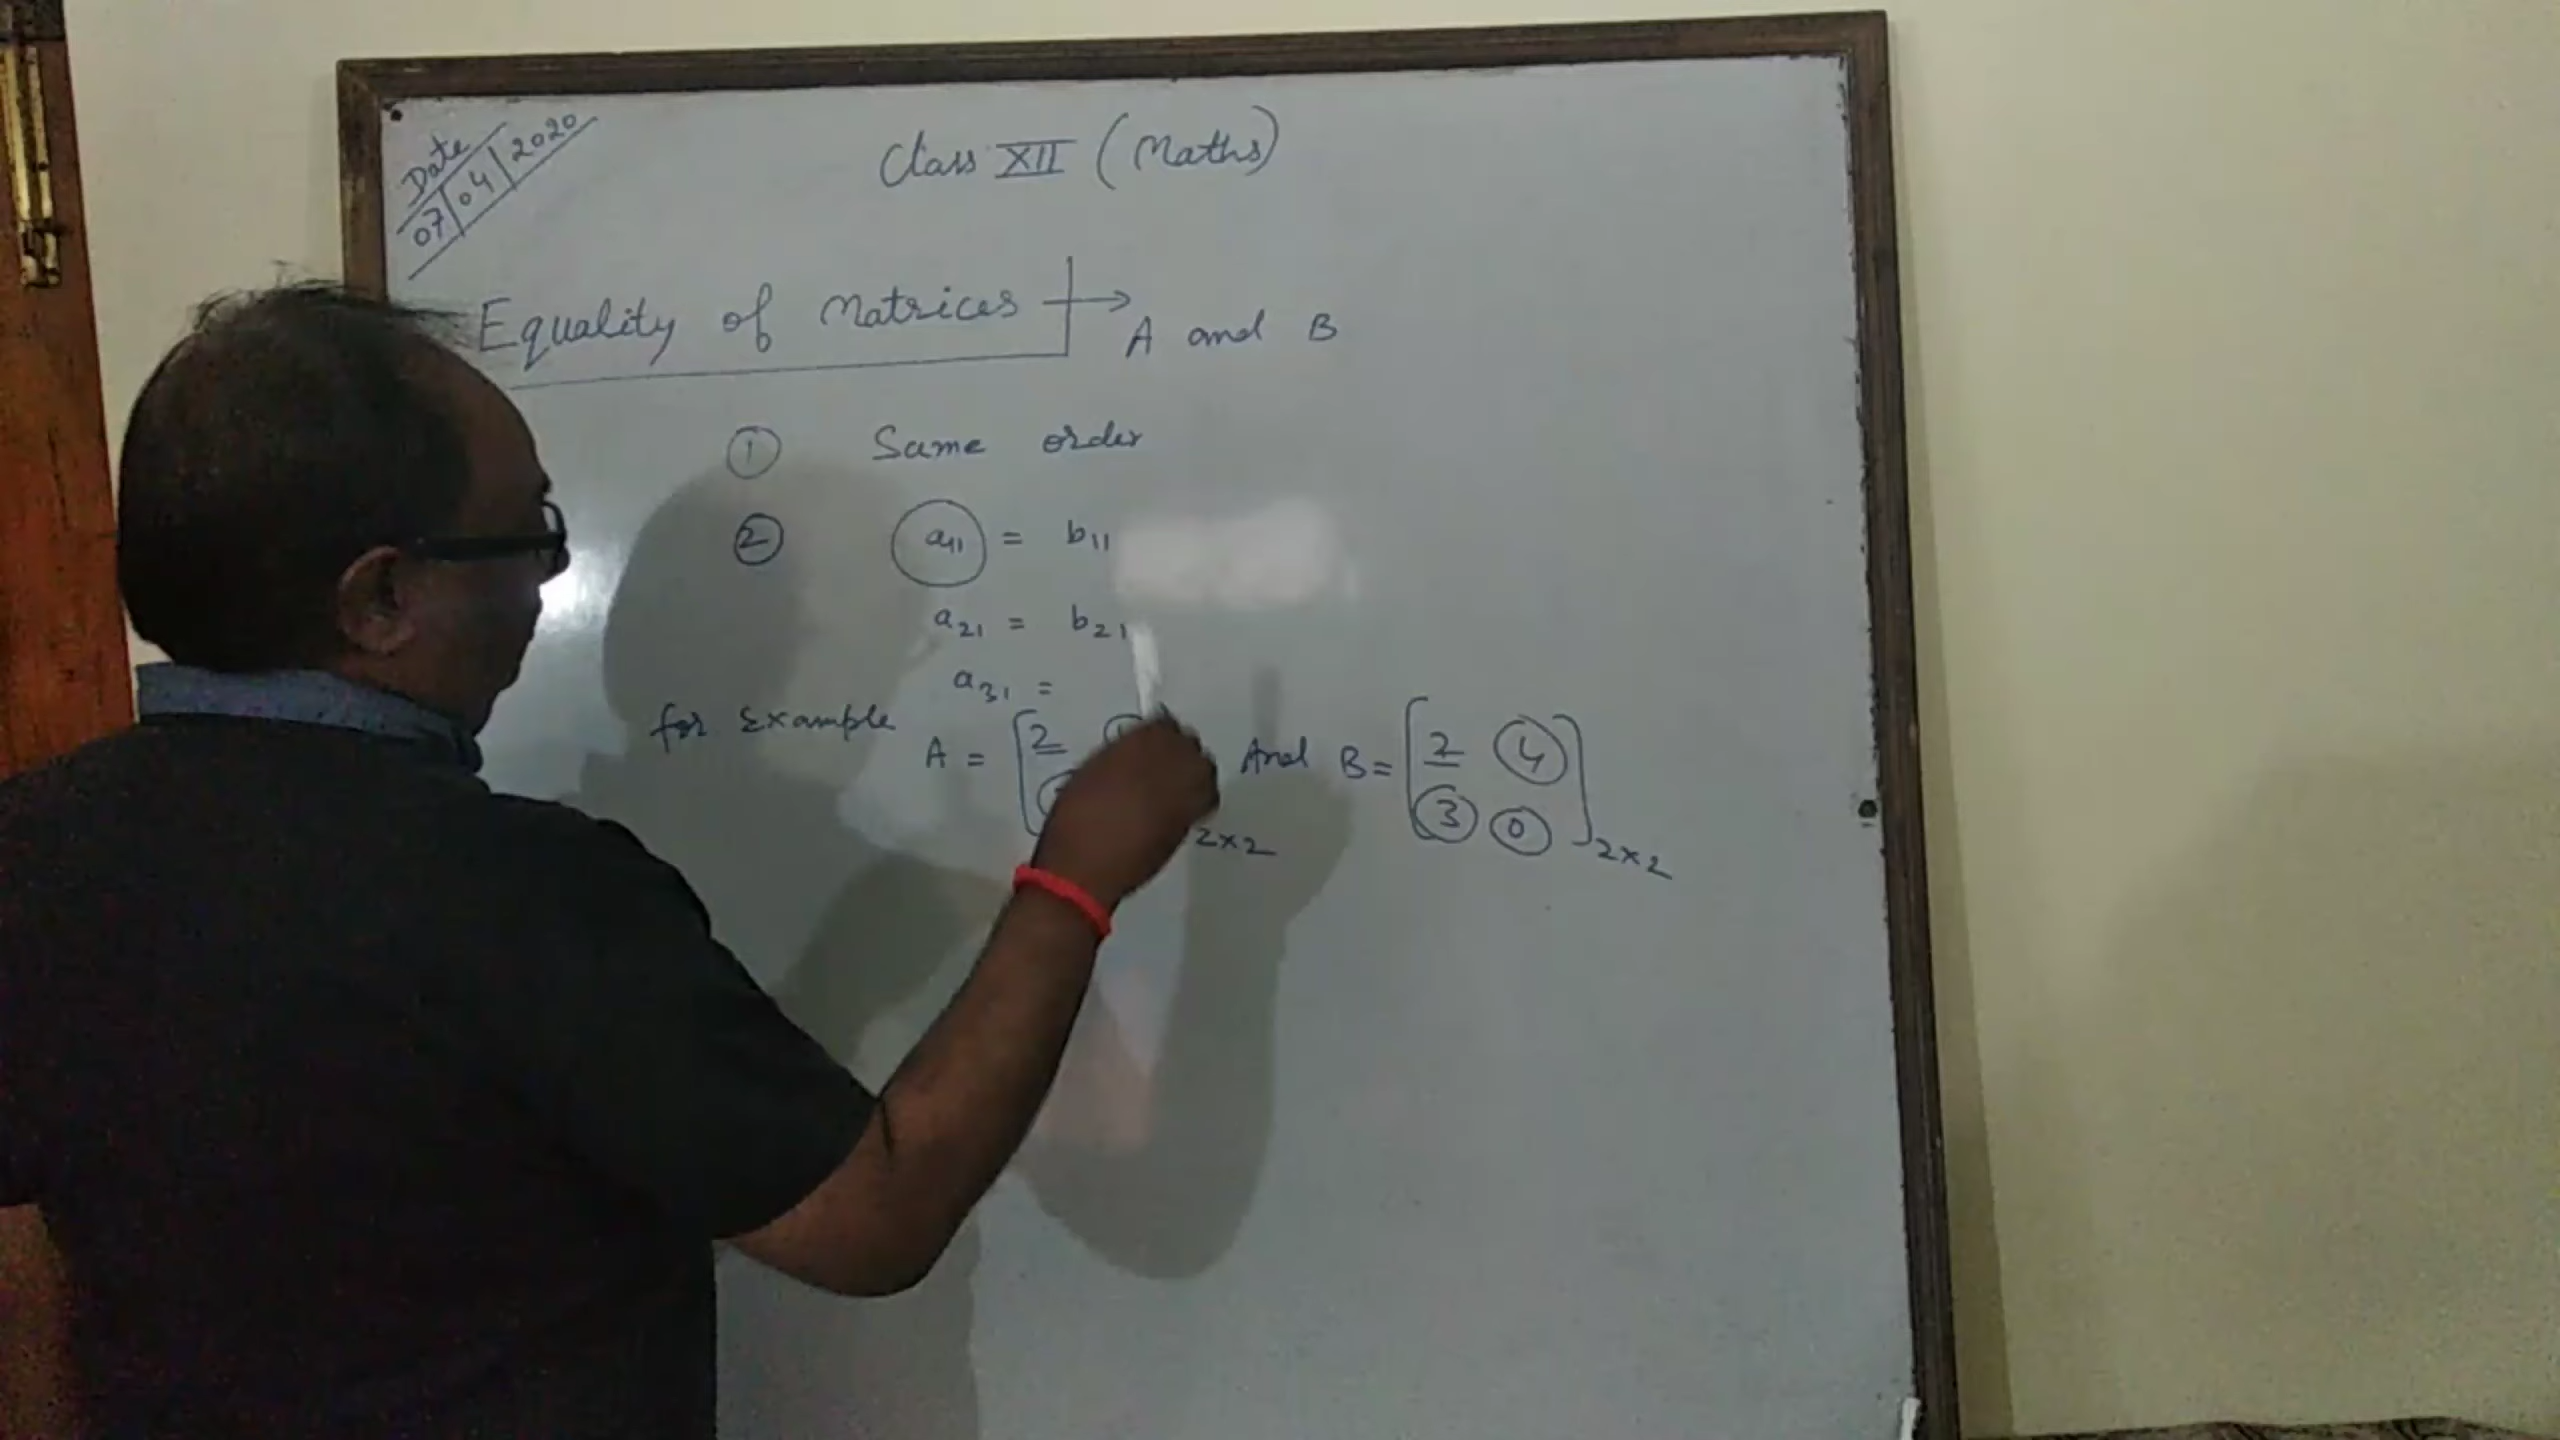 Date
07/04/2020
Class XII (Maths)
Equality of Matrices → A and B
① Same order
② a11 = b11
a21 = b21
a31 =
for Example
A = [2
2×2 And B = [2 4
3 0] 2×2